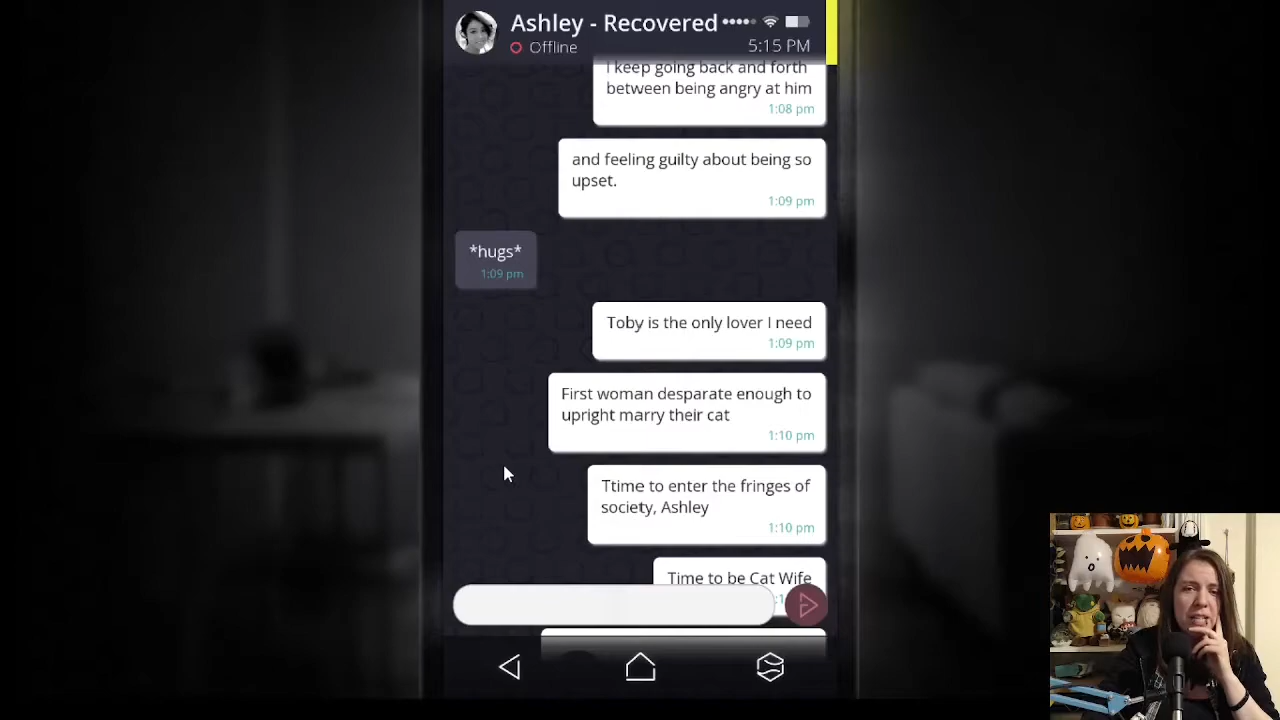 Ashley - Recovered
Offline
5:15 PM
I keep going back and forth
between being angry at him
1:08 pm
and feeling guilty about being so
upset.
1:09 pm
*hugs*
1:09 pm
Toby is the only lover I need
1:09 pm
First woman desparate enough to
upright marry their cat
1:10 pm
Ttime to enter the fringes of
society, Ashley
1:10 pm
Time to be Cat Wife